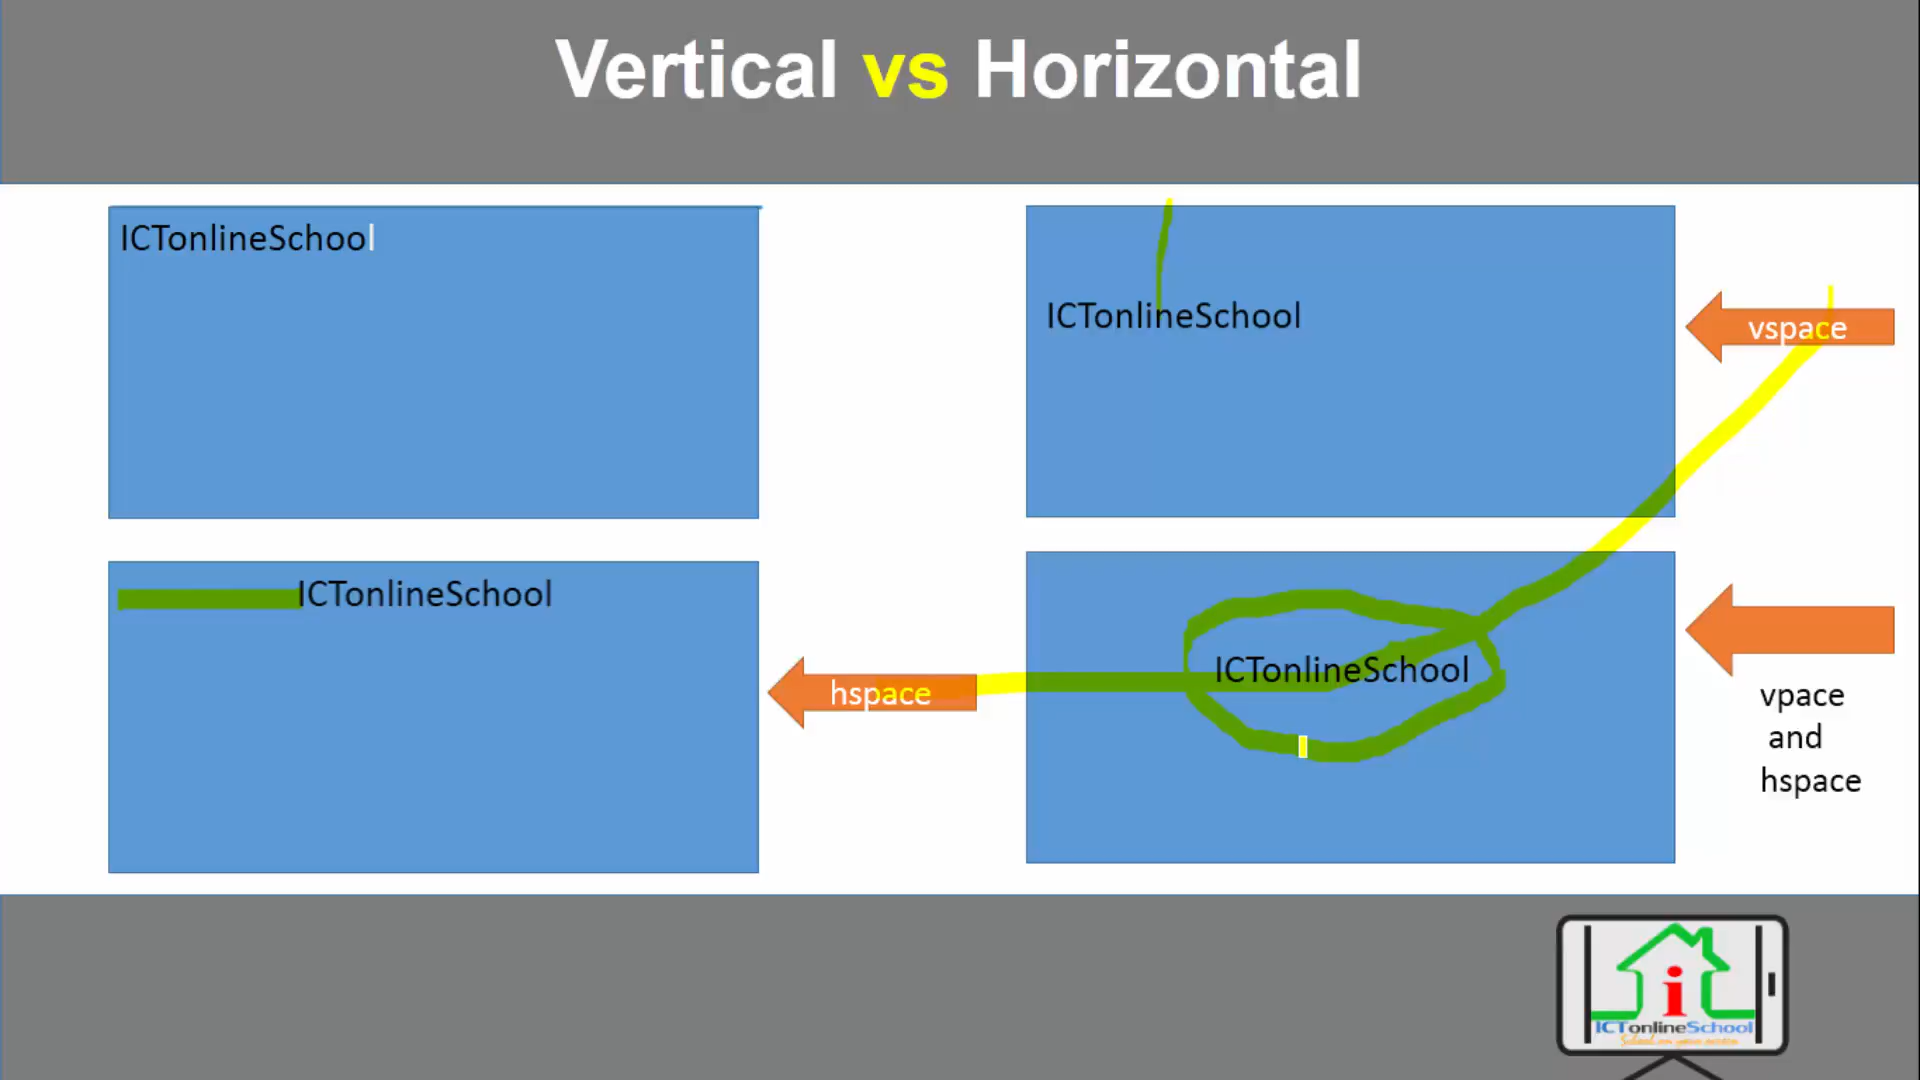 Vertical vs Horizontal
ICTonlineSchool
ICTonlineSchool
vspace
ICTonlineSchool
hspace
ICTonlineSchool
vpace
and
hspace
i
ICTonlineSchool